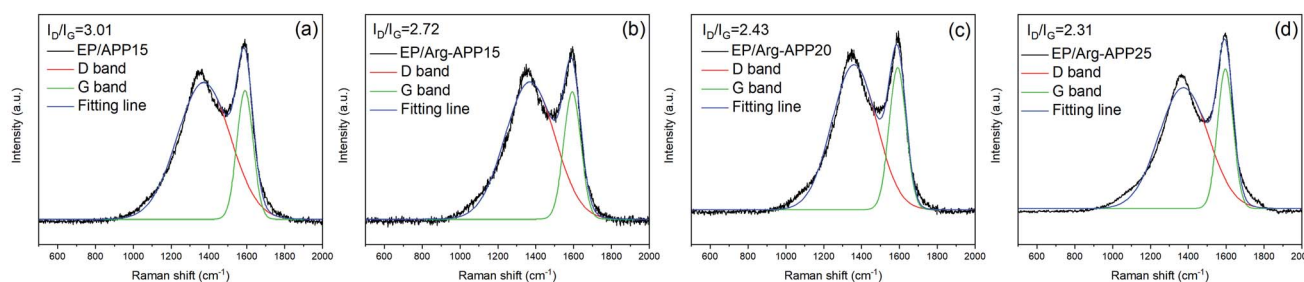 I_D/I_G=3.01
(a)
EP/APP15
D band
G band
Fitting line
Intensity (a.u.)
600 800 1000 1200 1400 1600 1800 2000
Raman shift (cm⁻¹)
I_D/I_G=2.72
(b)
EP/Arg-APP15
D band
G band
Fitting line
Intensity (a.u.)
600 800 1000 1200 1400 1600 1800 2000
Raman shift (cm⁻¹)
I_D/I_G=2.43
(c)
EP/Arg-APP20
D band
G band
Fitting line
Intensity (a.u.)
600 800 1000 1200 1400 1600 1800 2000
Raman shift (cm⁻¹)
I_D/I_G=2.31
(d)
EP/Arg-APP25
D band
G band
Fitting line
Intensity (a.u.)
600 800 1000 1200 1400 1600 1800 2000
Raman shift (cm⁻¹)